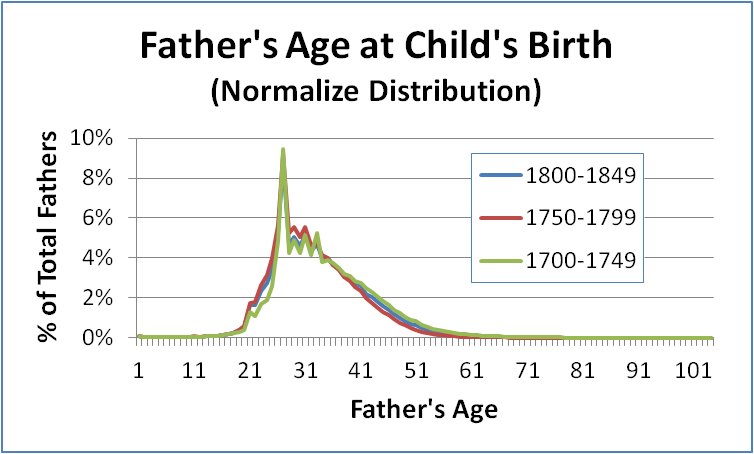 Father's Age at Child's Birth
(Normalize Distribution)
% of Total Fathers
10%
8%
6%
4%
2%
0%
1800-1849
1750-1799
1700-1749
1 11 21 31 41 51 61 71 81 91 101
Father's Age